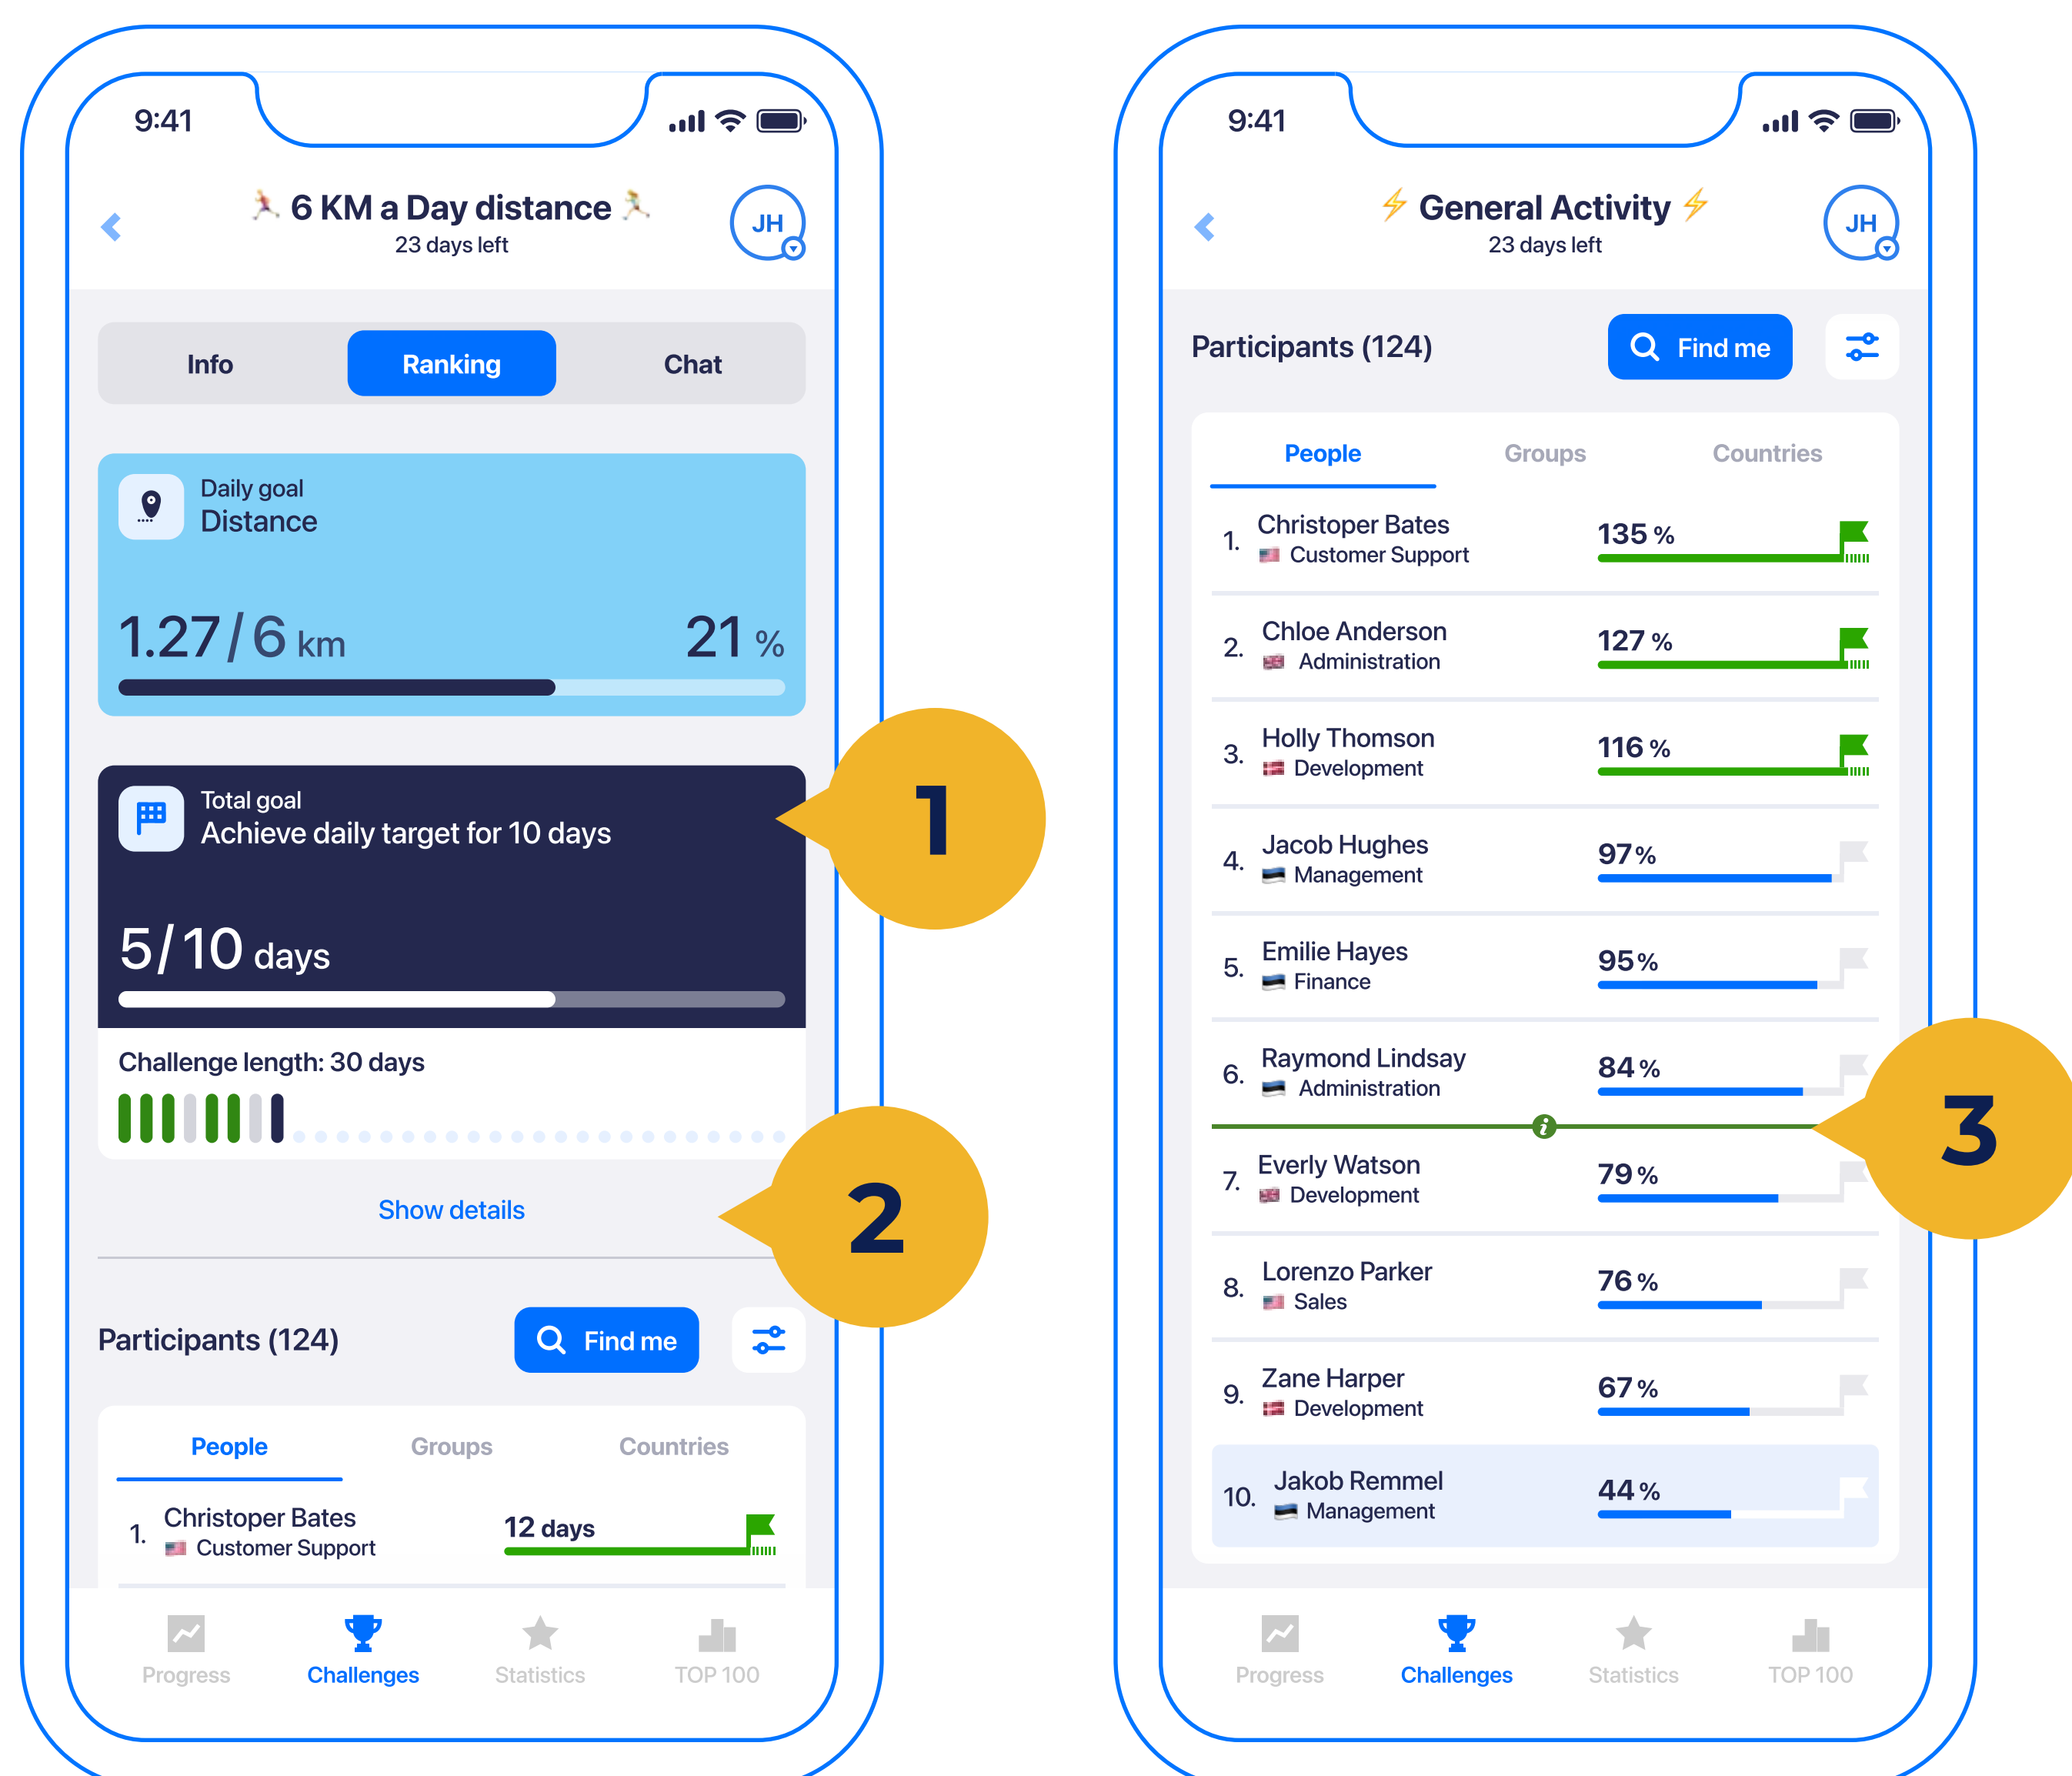 9:41
6 KM a Day distance
23 days left
JH
Info
Ranking
Chat
Daily goal
Distance
1.27/6 km
21 %
Total goal
Achieve daily target for 10 days
5/10 days
Challenge length: 30 days
Show details
Participants (124)
Find me
People
Groups
Countries
1.
Christoper Bates
Customer Support
12 days
Progress
Challenges
Statistics
TOP 100
1
2
9:41
General Activity
23 days left
JH
Participants (124)
Find me
People
Groups
Countries
1.
Christoper Bates
Customer Support
135 %
2.
Chloe Anderson
Administration
127 %
3.
Holly Thomson
Development
116 %
4.
Jacob Hughes
Management
97%
5.
Emilie Hayes
Finance
95%
6.
Raymond Lindsay
Administration
84 %
i
7.
Everly Watson
Development
79 %
8.
Lorenzo Parker
Sales
76 %
9.
Zane Harper
Development
67 %
10.
Jakob Remmel
Management
44 %
Progress
Challenges
Statistics
TOP 100
3